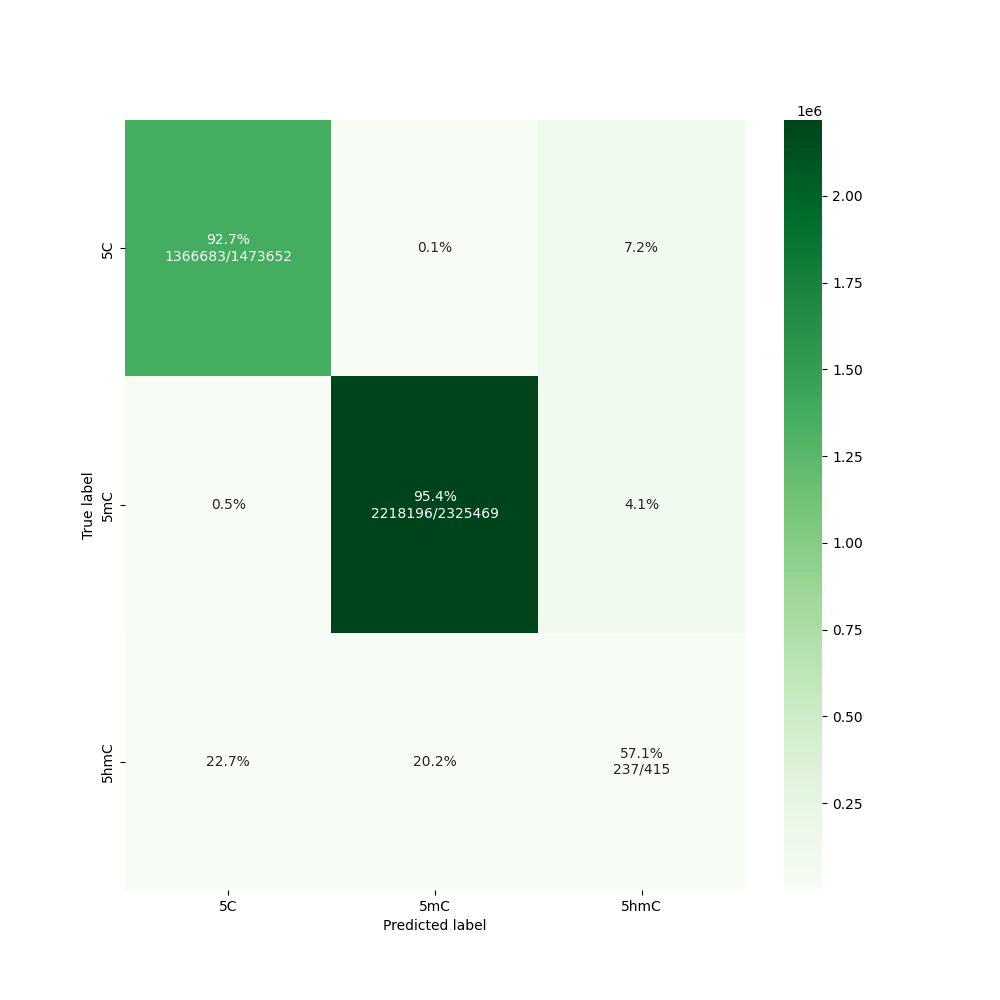 1e6
92.7%
1366683/1473652
0.1%
7.2%
0.5%
95.4%
2218196/2325469
4.1%
22.7%
20.2%
57.1%
237/415
5C
5mC
5hmC
True label
5C
5mC
5hmC
Predicted label
2.00
1.75
1.50
1.25
1.00
0.75
0.50
0.25